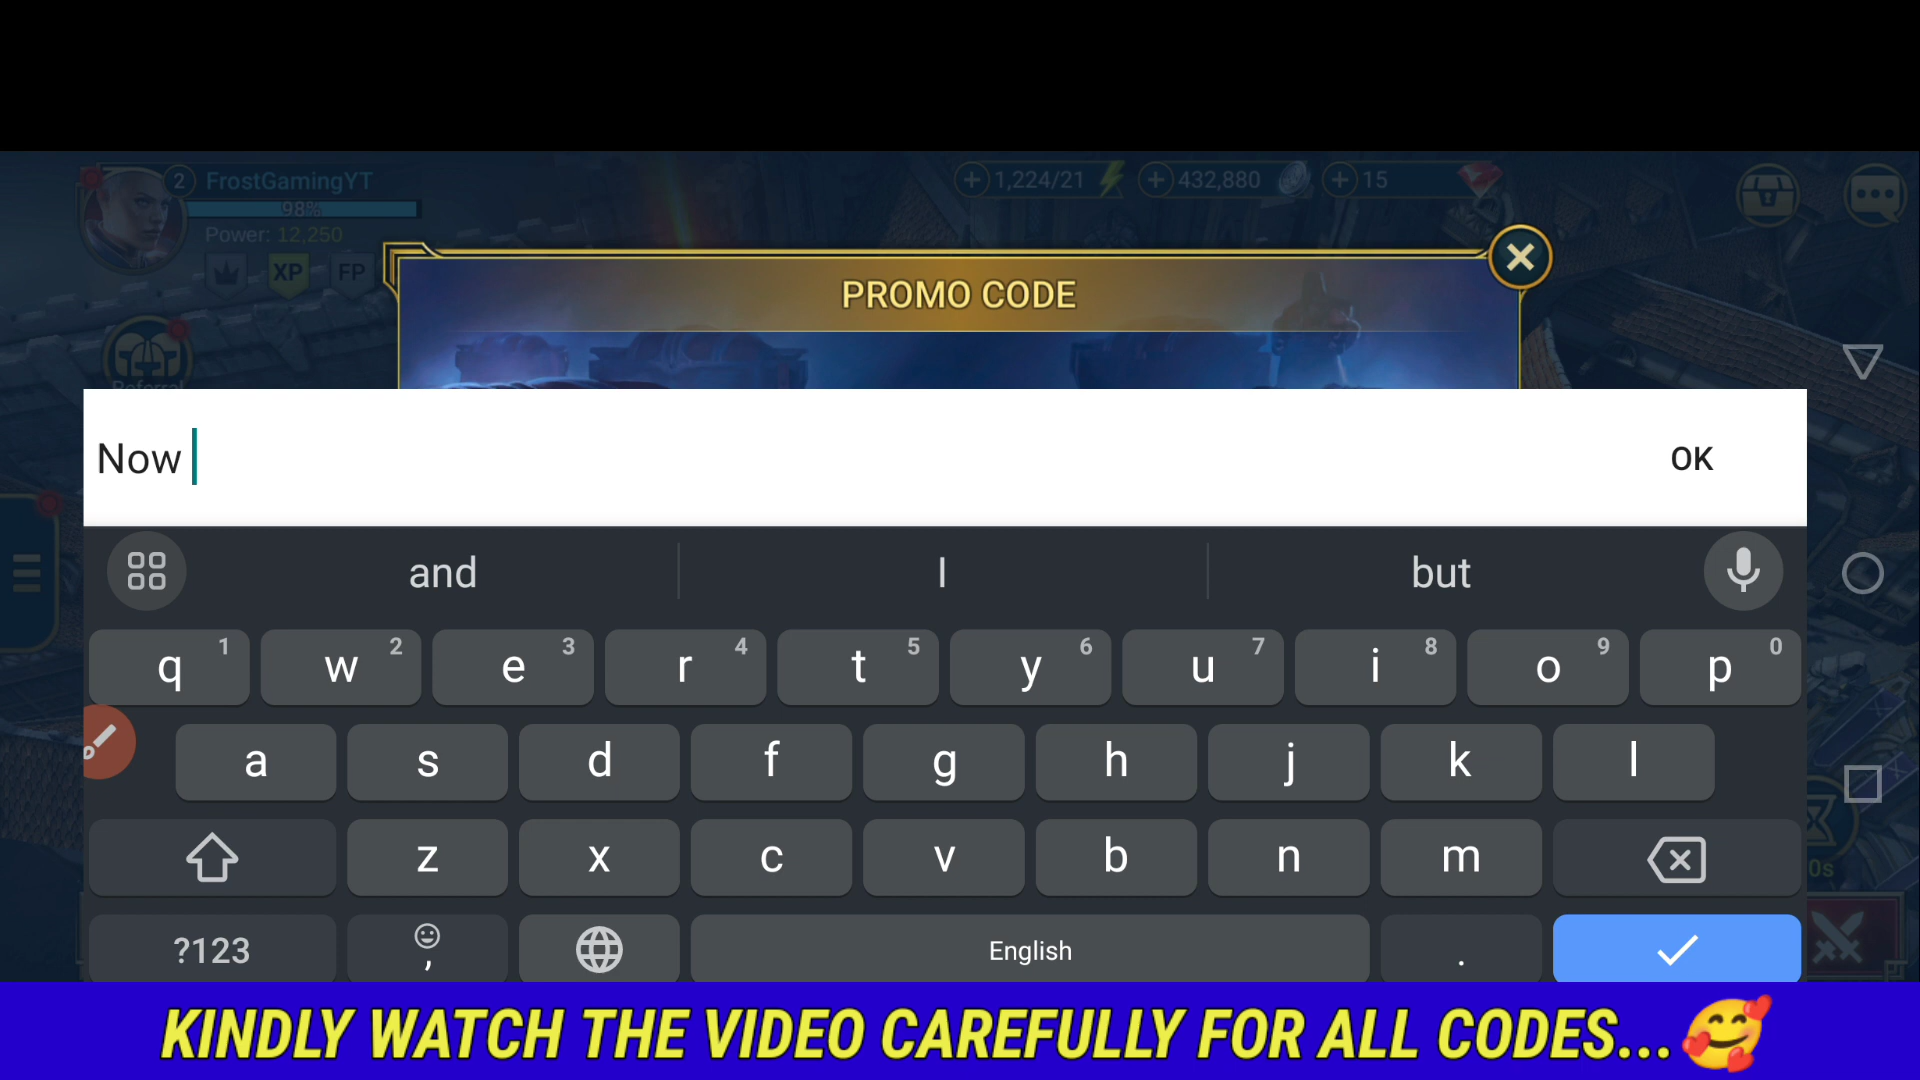 2 FrostGamingYT
98%
Power: 12,250
XP FP
1,224/21
432,880
15
PROMO CODE
Referral
Now
OK
and I but
q 1 w 2 e 3 r 4 t 5 y 6 u 7 i 8 o 9 p 0
a s d f g h j k l
z x c v b n m
0s
?123 , English .
KINDLY WATCH THE VIDEO CAREFULLY FOR ALL CODES...